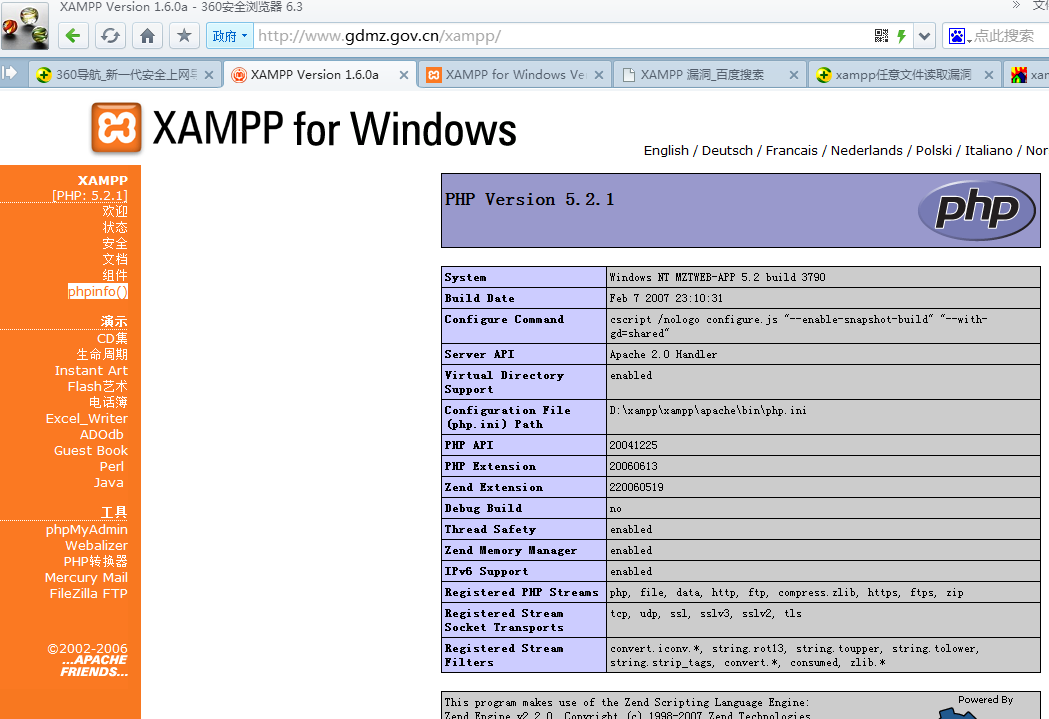 XAMPP Version 1.6.0a - 360安全浏览器 6.3
政府 http://www.gdmz.gov.cn/xampp/ 点此搜索
360导航_新一代安全上网导 XAMPP Version 1.6.0a XAMPP for Windows Ve XAMPP 漏洞_百度搜索 xampp任意文件读取漏洞 xam
XAMPP for Windows
English / Deutsch / Francais / Nederlands / Polski / Italiano / Nor
XAMPP
[PHP: 5.2.1]
欢迎
状态
安全
文档
组件
phpinfo()
演示
CD集
生命周期
Instant Art
Flash艺术
电话簿
Excel_Writer
ADOdb
Guest Book
Perl
Java
工具
phpMyAdmin
Webalizer
PHP转换器
Mercury Mail
FileZilla FTP
©2002-2006
...APACHE
FRIENDS...
PHP Version 5.2.1
php
System Windows NT MZTWEB-APP 5.2 build 3790
Build Date Feb 7 2007 23:10:31
Configure Command cscript /nologo configure.js "--enable-snapshot-build" "--with-
gd=shared"
Server API Apache 2.0 Handler
Virtual Directory enabled
Support
Configuration File D:\xampp\xampp\apache\bin\php.ini
(php.ini) Path
PHP API 20041225
PHP Extension 20060613
Zend Extension 220060519
Debug Build no
Thread Safety enabled
Zend Memory Manager enabled
IPv6 Support enabled
Registered PHP Streams php, file, data, http, ftp, compress.zlib, https, ftps, zip
Registered Stream tcp, udp, ssl, sslv3, sslv2, tls
Socket Transports
Registered Stream convert.iconv.*, string.rot13, string.toupper, string.tolower,
Filters string.strip_tags, convert.*, consumed, zlib.*
This program makes use of the Zend Scripting Language Engine: Powered By
Zend Engine v2.2.0, Copyright (c) 1998-2007 Zend Technologies